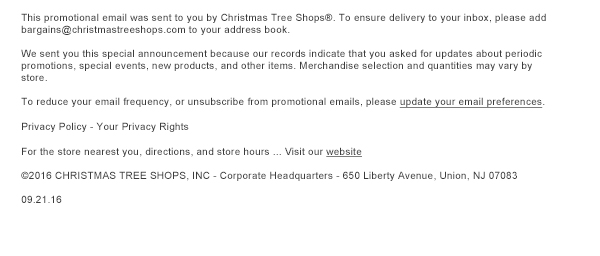 This promotional email was sent to you by Christmas Tree Shops®. To ensure delivery to your inbox, please add
bargains@christmastreeshops.com to your address book.
We sent you this special announcement because our records indicate that you asked for updates about periodic
promotions, special events, new products, and other items. Merchandise selection and quantities may vary by
store.
To reduce your email frequency, or unsubscribe from promotional emails, please update your email preferences.
Privacy Policy - Your Privacy Rights
For the store nearest you, directions, and store hours ... Visit our website
©2016 CHRISTMAS TREE SHOPS, INC - Corporate Headquarters - 650 Liberty Avenue, Union, NJ 07083
09.21.16